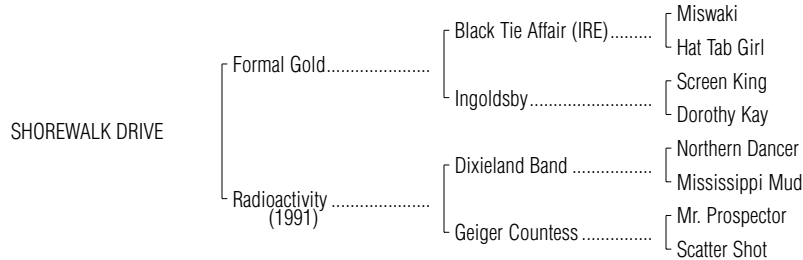 Miswaki
Black Tie Affair (IRE).........
Hat Tab Girl
Formal Gold......................
Screen King
Ingoldsby..........................
Dorothy Kay
SHOREWALK DRIVE
Northern Dancer
Dixieland Band .................
Mississippi Mud
Radioactivity .....................
(1991)
Mr. Prospector
Geiger Countess ...............
Scatter Shot